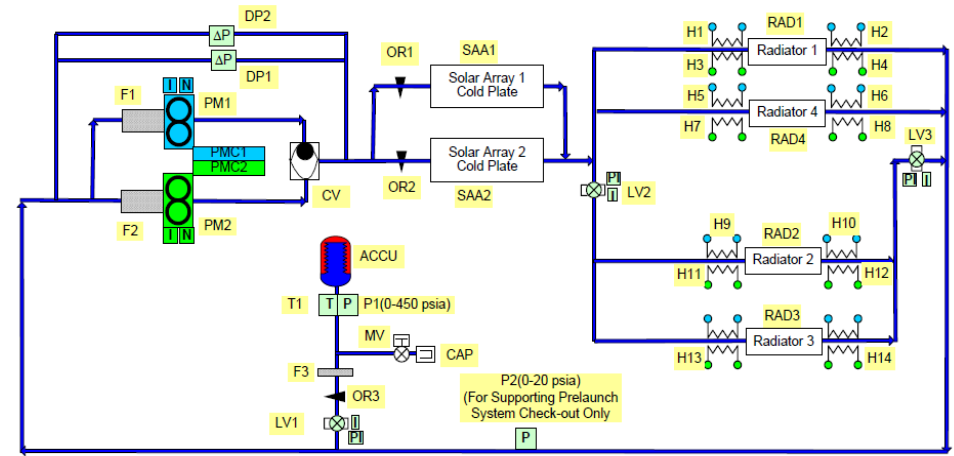 DP2
ΔP
ΔP
DP1
F1
I N
PM1
PMC1
PMC2
F2
I N
PM2
CV
OR1
SAA1
Solar Array 1
Cold Plate
OR2
Solar Array 2
Cold Plate
SAA2
H1
RAD1
H2
Radiator 1
H3
H4
H5
H6
Radiator 4
H7
RAD4
H8
LV3
PI I
PI I
LV2
H9
RAD2
H10
Radiator 2
H11
H12
RAD3
Radiator 3
H13
H14
ACCU
T1
T P
P1(0-450 psia)
MV
CAP
F3
OR3
LV1
I
PI
P2(0-20 psia)
(For Supporting Prelaunch
System Check-out Only
P